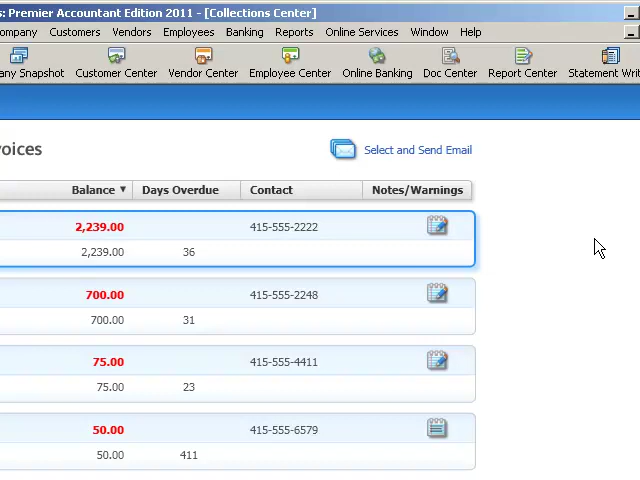 s: Premier Accountant Edition 2011 - [Collections Center]
ompany Customers Vendors Employees Banking Reports Online Services Window Help
any Snapshot Customer Center Vendor Center Employee Center Online Banking Doc Center Report Center Statement Writ
voices
Select and Send Email
Balance Days Overdue Contact Notes/Warnings
2,239.00 415-555-2222
2,239.00 36
700.00 415-555-2248
700.00 31
75.00 415-555-4411
75.00 23
50.00 415-555-6579
50.00 411